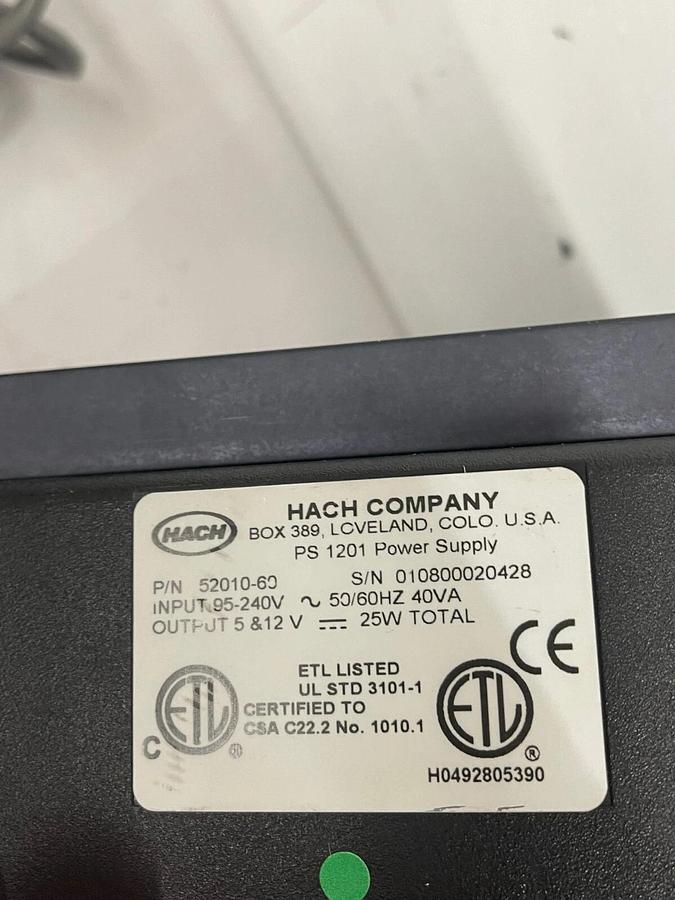 HACH
HACH COMPANY
BOX 389, LOVELAND, COLO. U.S.A.
PS 1201 Power Supply
P/N 52010-60 S/N 010800020428
INPUT 95-240V ~ 50/60HZ 40VA
OUTPUT 5 &12 V ⎓ 25W TOTAL
CE
ETL LISTED
UL STD 3101-1
CERTIFIED TO
CSA C22.2 No. 1010.1
C ETL ®
ETL ®
H0492805390